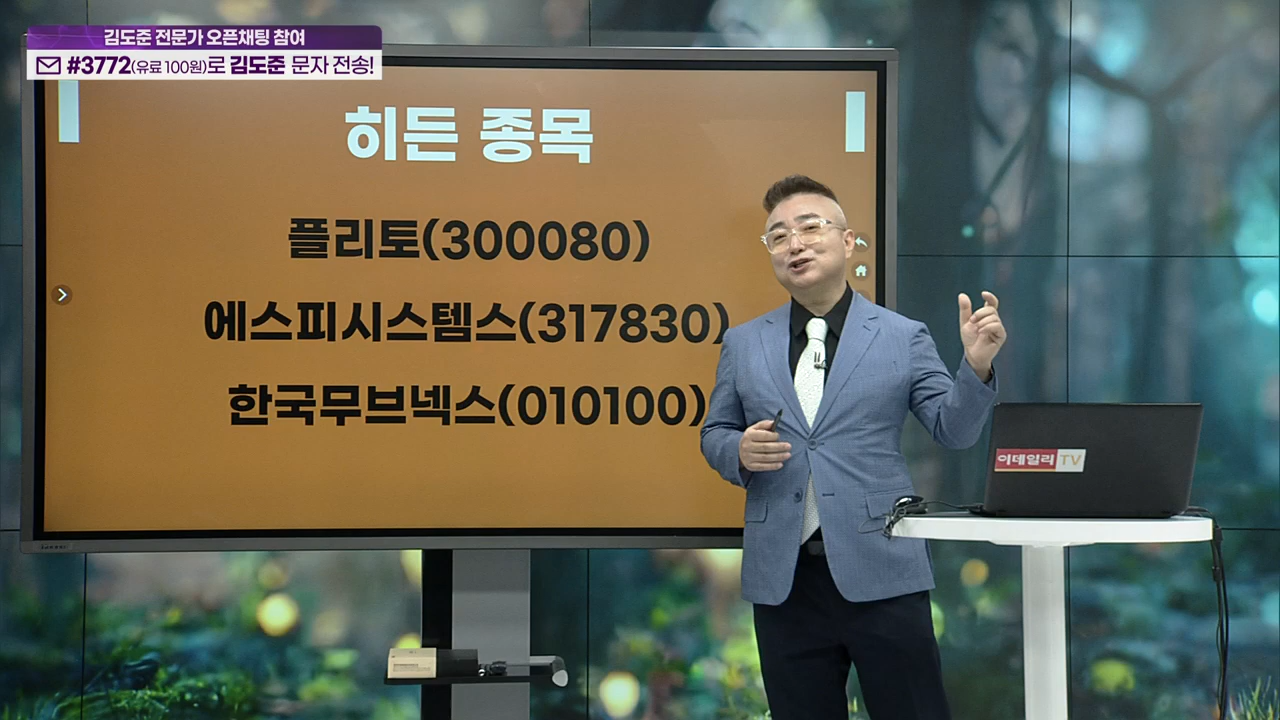 김도준 전문가 오픈채팅 참여
#3772(유료 100원)로 김도준 문자 전송!
히든 종목
플리토(300080)
에스피시스템스(317830)
한국무브넥스(010100)
이데일리TV